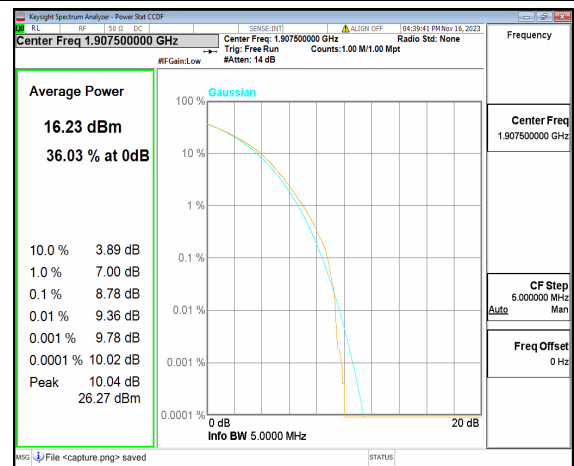 Keysight Spectrum Analyzer - Power Stat CCDF
RL RF 50 Ω DC SENSE:INT ALIGN OFF 04:39:41 PM Nov 16, 2023
Center Freq 1.907500000 GHz
Center Freq: 1.907500000 GHz Radio Std: None
Trig: Free Run Counts:1.00 M/1.00 Mpt
#IFGain:Low #Atten: 14 dB
Frequency
Average Power
16.23 dBm
36.03 % at 0dB
10.0 % 3.89 dB
1.0 % 7.00 dB
0.1 % 8.78 dB
0.01 % 9.36 dB
0.001 % 9.78 dB
0.0001 % 10.02 dB
Peak 10.04 dB
26.27 dBm
Gaussian
100 %
10 %
1 %
0.1 %
0.01 %
0.001 %
0.0001 %
0 dB 20 dB
Info BW 5.0000 MHz
Center Freq
1.907500000 GHz
CF Step
5.000000 MHz
Auto Man
Freq Offset
0 Hz
MSG File <capture.png> saved STATUS